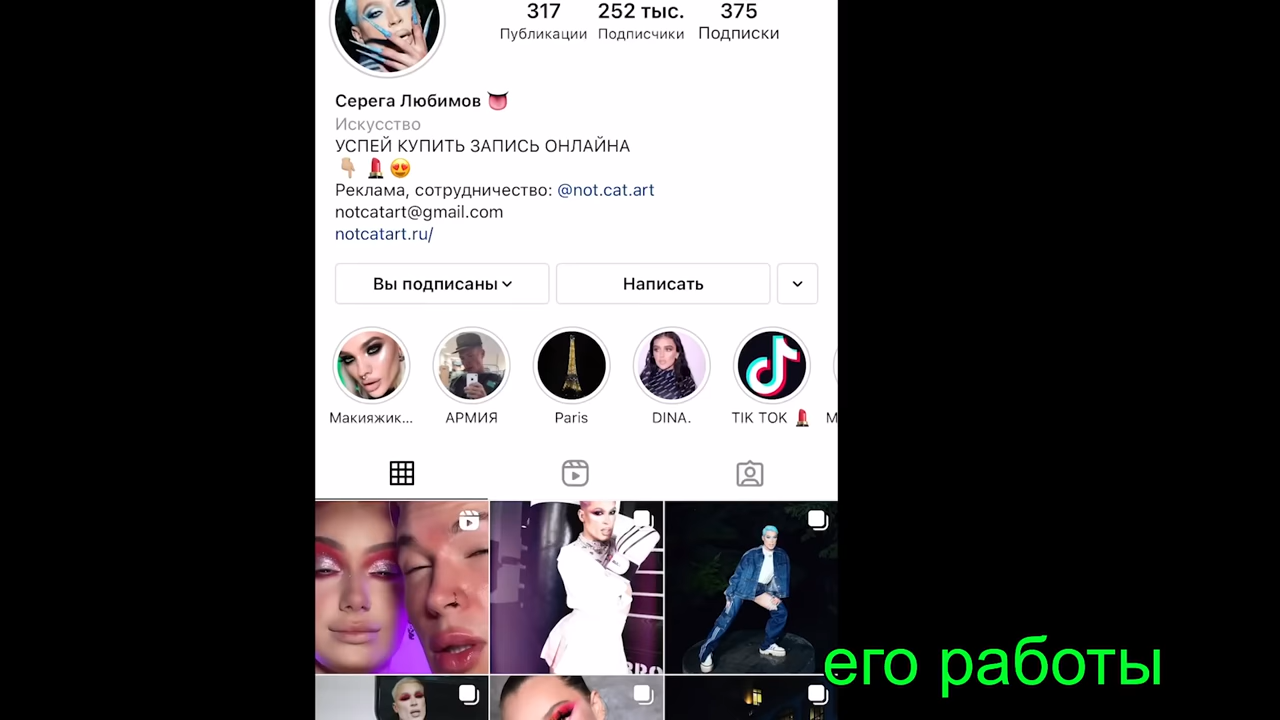 317 252 тыс. 375
Публикации Подписчики Подписки
Серега Любимов
Искусство
УСПЕЙ КУПИТЬ ЗАПИСЬ ОНЛАЙНА
Реклама, сотрудничество: @not.cat.art
notcatart@gmail.com
notcatart.ru/
Вы подписаны Написать
Макияжик... АРМИЯ Paris DINA. TIK TOK М
его работы